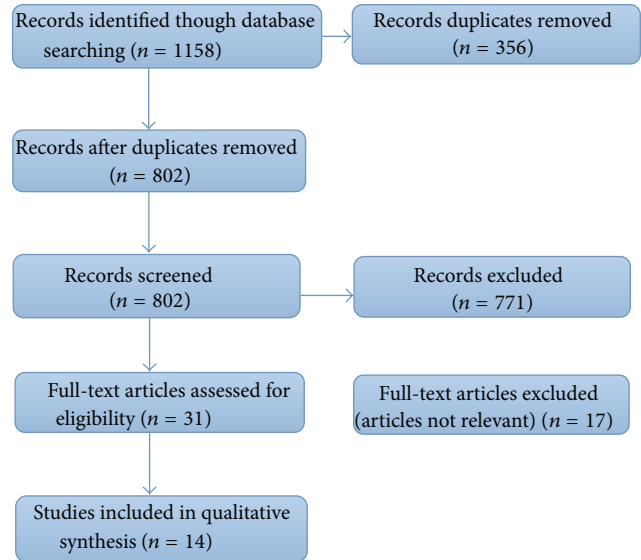 Records identified though database
searching (n = 1158)
Records duplicates removed
(n = 356)
Records after duplicates removed
(n = 802)
Records screened
(n = 802)
Records excluded
(n = 771)
Full-text articles assessed for
eligibility (n = 31)
Full-text articles excluded
(articles not relevant) (n = 17)
Studies included in qualitative
synthesis (n = 14)